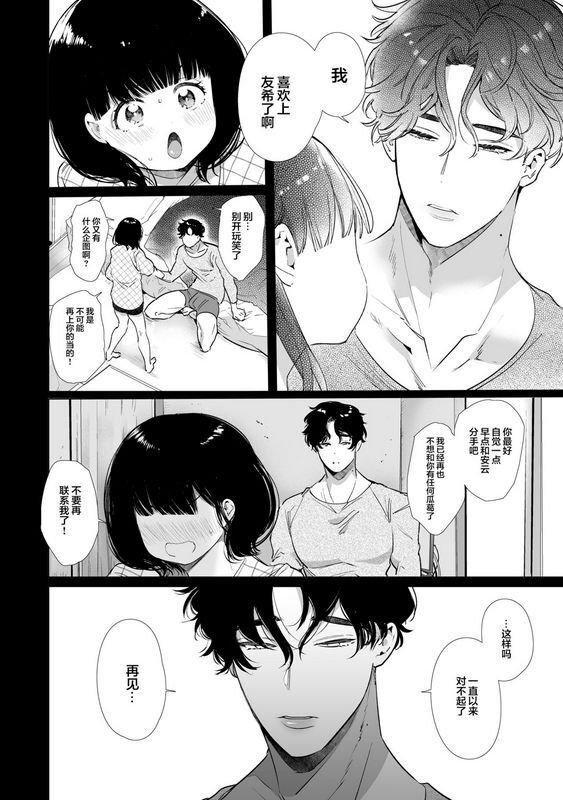 我
喜欢上
友希了啊
别…
别开玩笑了
你又有
什么企图啊？
我是
不可能
再上你的当的！
你最好
自觉一点
早点和安云
分手吧
我已经再也
不想和你有任何瓜葛了
不要再
联系我了！
…这样吗
一直以来
对不起了
再见…